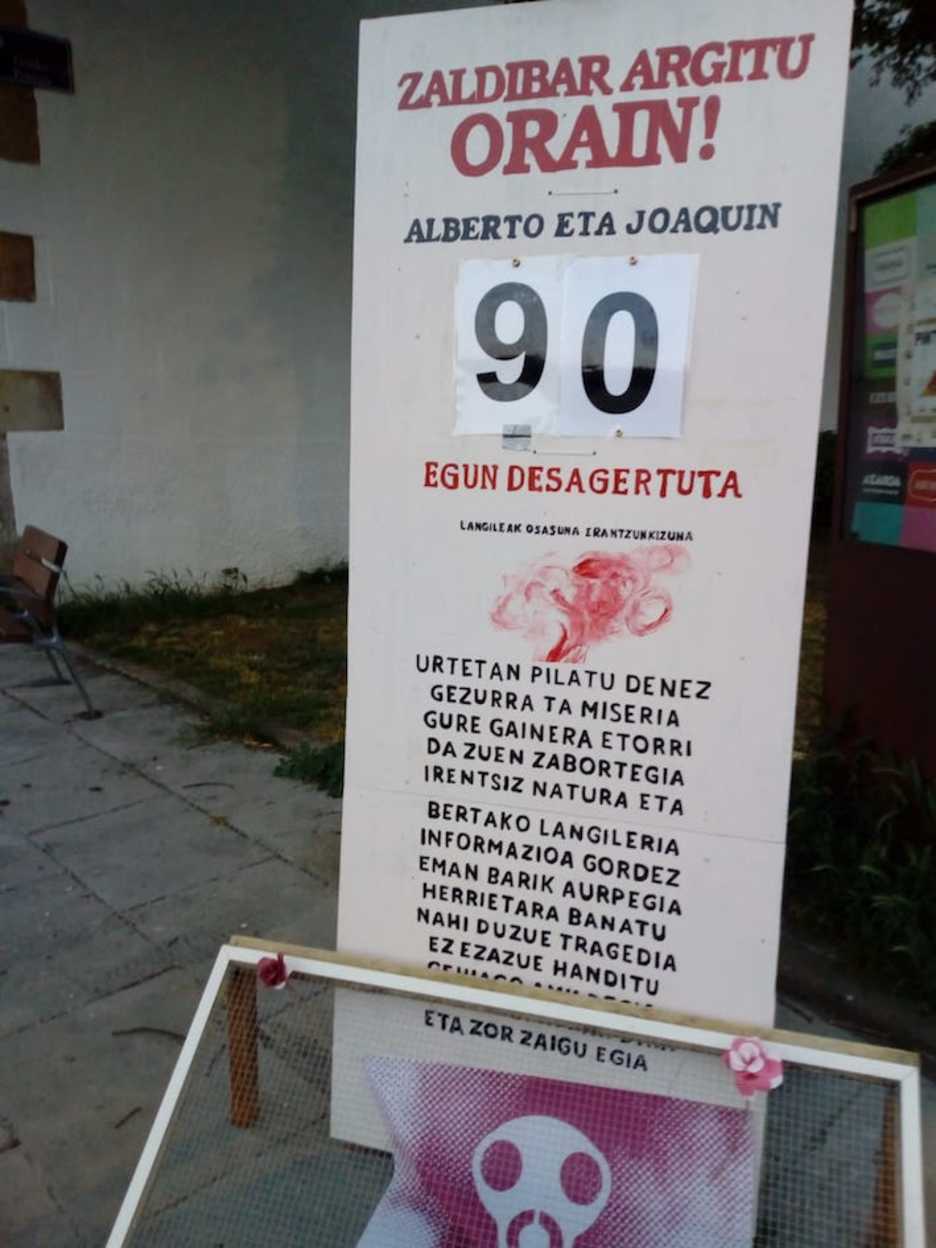 ZALDIBAR ARGITU
ORAIN!
ALBERTO ETA JOAQUIN
90
EGUN DESAGERTUTA
LANGILEAK OSASUNA ERANTZUNKIZUNA
URTETAN PILATU DENEZ
GEZURRA TA MISERIA
GURE GAINERA ETORRI
DA ZUEN ZABORTEGIA
IRENTSIZ NATURA ETA
BERTAKO LANGILERIA
INFORMAZIOA GORDEZ
EMAN BARIK AURPEGIA
HERRIETARA BANATU
NAHI DUZUE TRAGEDIA
EZ EZAZUE HANDITU
ETA ZOR ZAIGU EGIA